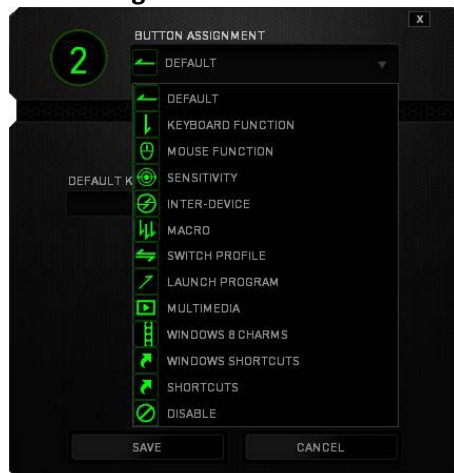 X
BUTTON ASSIGNMENT
2
DEFAULT
DEFAULT
KEYBOARD FUNCTION
MOUSE FUNCTION
DEFAULT K
SENSITIVITY
INTER-DEVICE
MACRO
SWITCH PROFILE
LAUNCH PROGRAM
MULTIMEDIA
WINDOWS 8 CHARMS
WINDOWS SHORTCUTS
SHORTCUTS
DISABLE
SAVE CANCEL